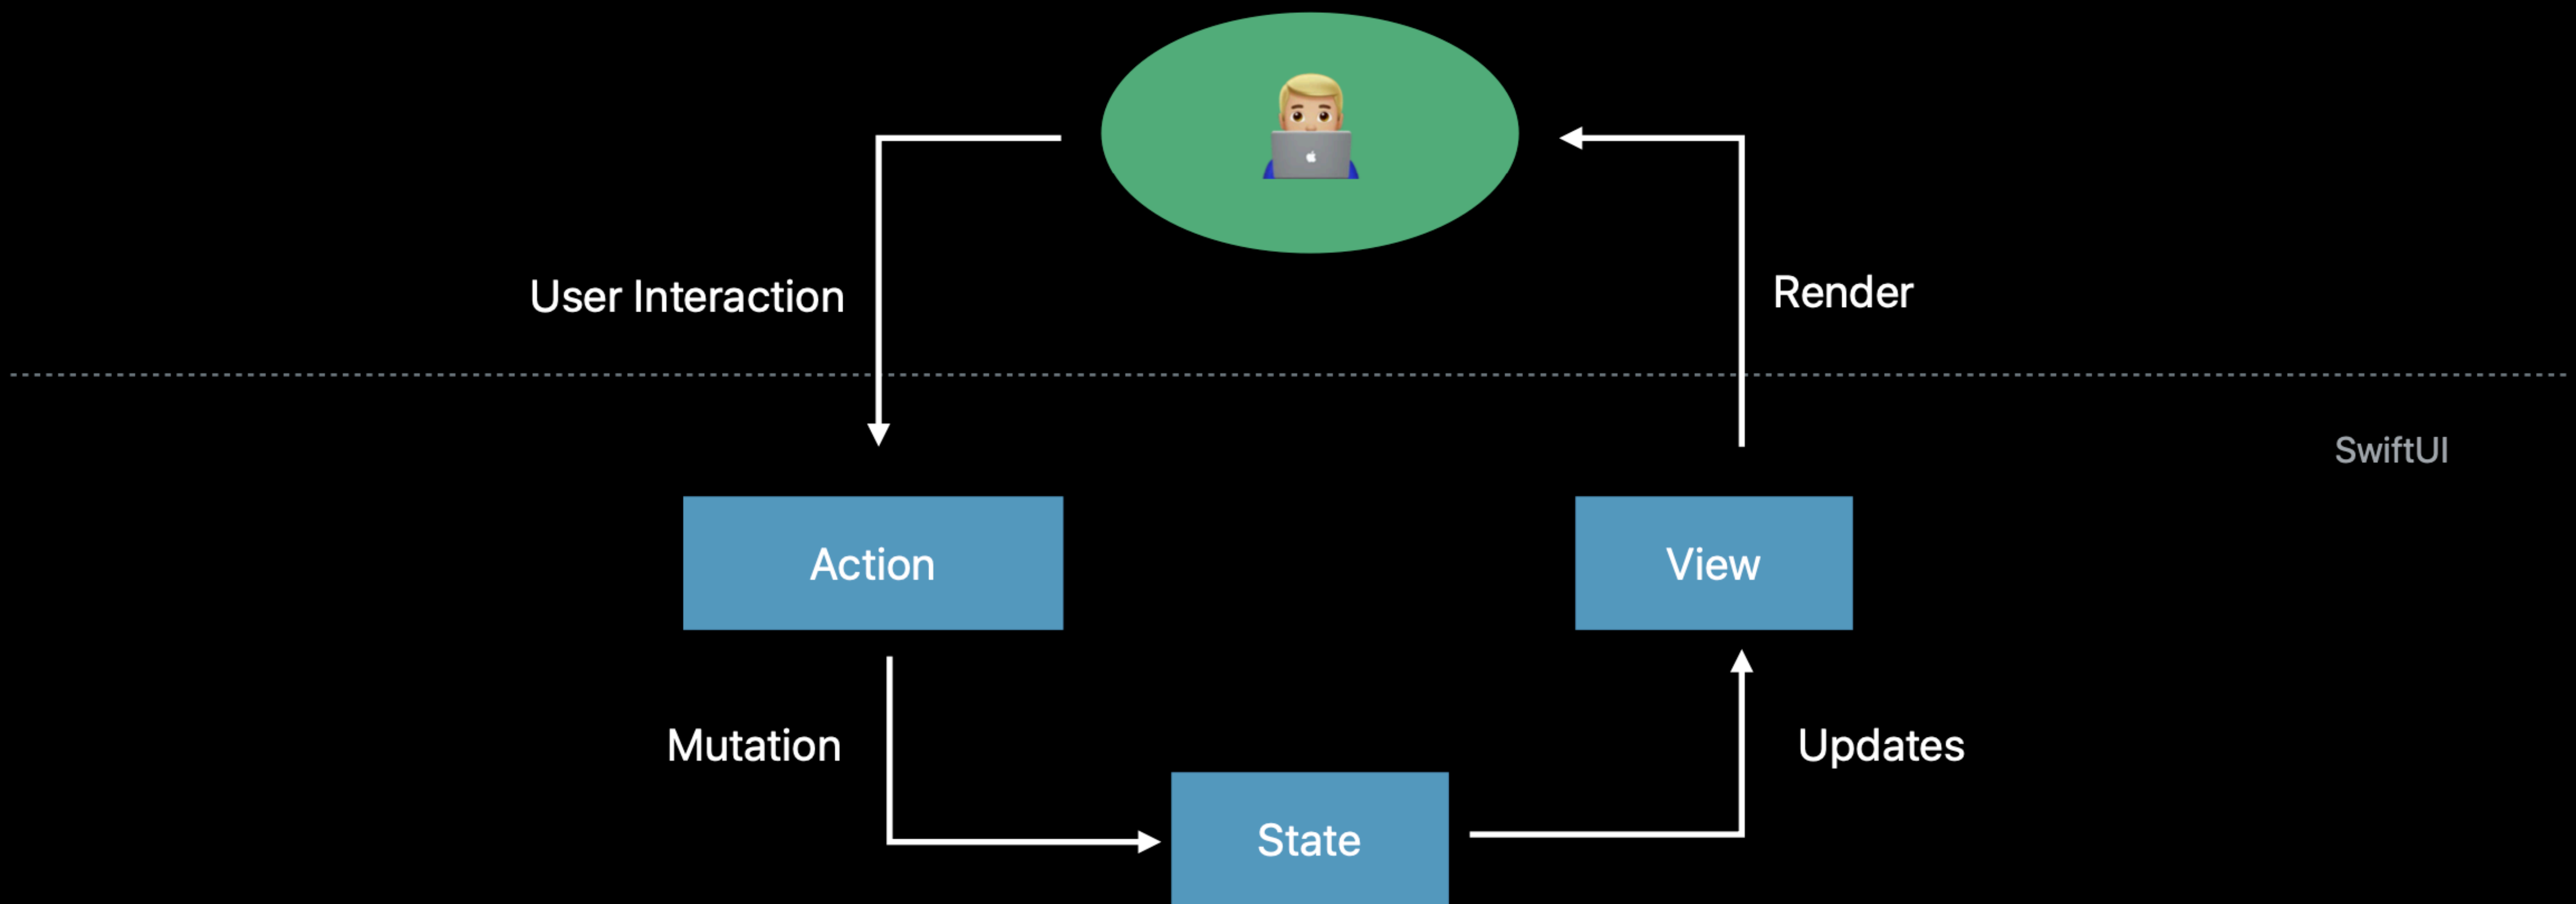 User Interaction
Render
SwiftUI
Action
View
Mutation
Updates
State